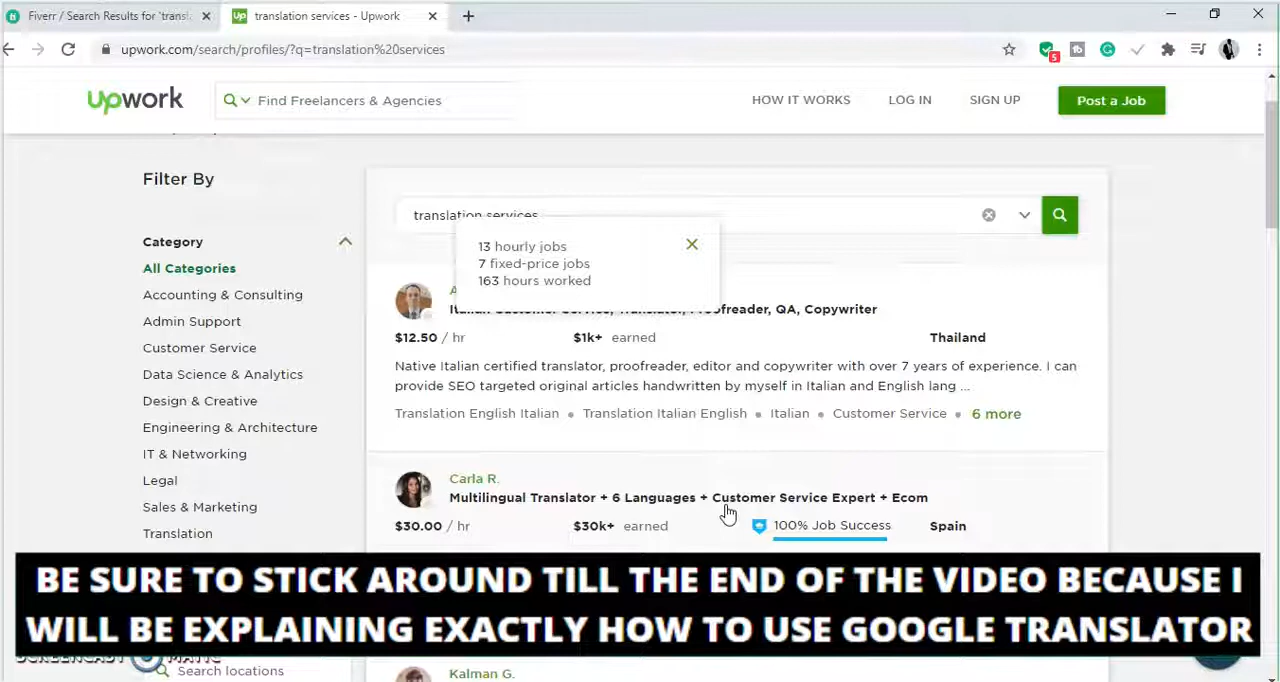 Fiverr / Search Results for 'transl
translation services - Upwork
upwork.com/search/profiles/?q=translation%20services
5
upwork
Find Freelancers & Agencies
HOW IT WORKS
LOG IN
SIGN UP
Post a Job
Filter By
Category
All Categories
Accounting & Consulting
Admin Support
Customer Service
Data Science & Analytics
Design & Creative
Engineering & Architecture
IT & Networking
Legal
Sales & Marketing
Translation
Search locations
translation services
13 hourly jobs
7 fixed-price jobs
163 hours worked
Italian Customer Service, Translator, Proofreader, QA, Copywriter
$12.50 / hr $1k+ earned Thailand
Native Italian certified translator, proofreader, editor and copywriter with over 7 years of experience. I can
provide SEO targeted original articles handwritten by myself in Italian and English lang ...
Translation English Italian • Translation Italian English • Italian • Customer Service • 6 more
Carla R.
Multilingual Translator + 6 Languages + Customer Service Expert + Ecom
$30.00 / hr $30k+ earned 100% Job Success Spain
BE SURE TO STICK AROUND TILL THE END OF THE VIDEO BECAUSE I
WILL BE EXPLAINING EXACTLY HOW TO USE GOOGLE TRANSLATOR
Kalman G.